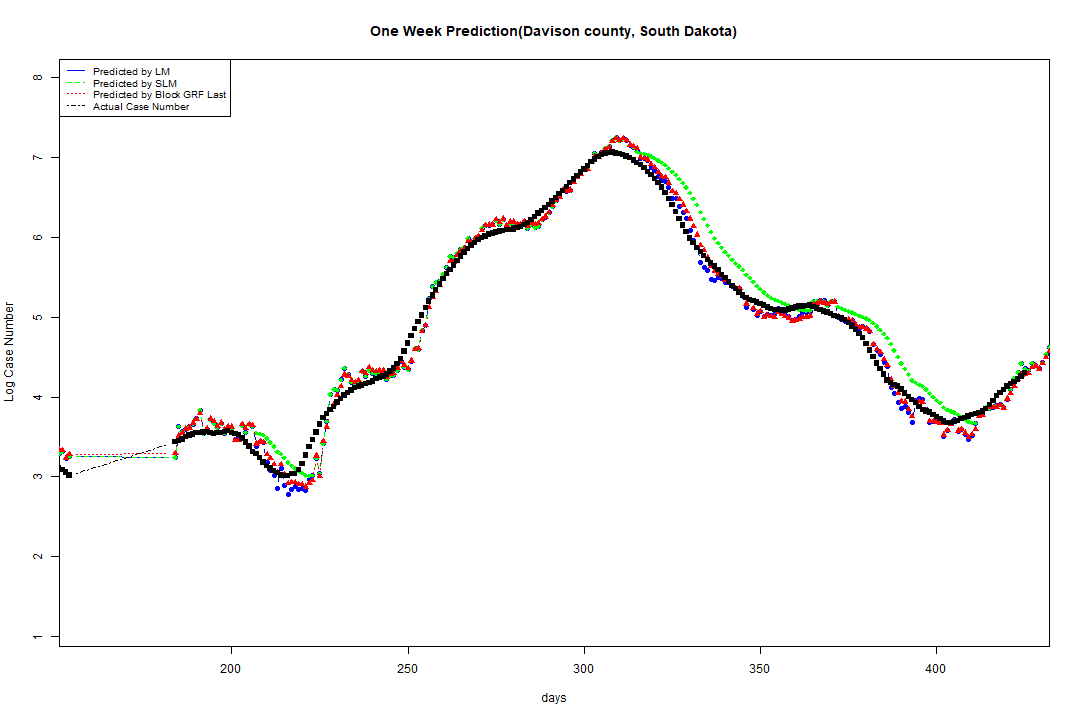 One Week Prediction(Davison county, South Dakota)
Predicted by LM
Predicted by SLM
Predicted by Block GRF Last
Actual Case Number
8
7
6
5
4
3
2
1
Log Case Number
200 250 300 350 400
days